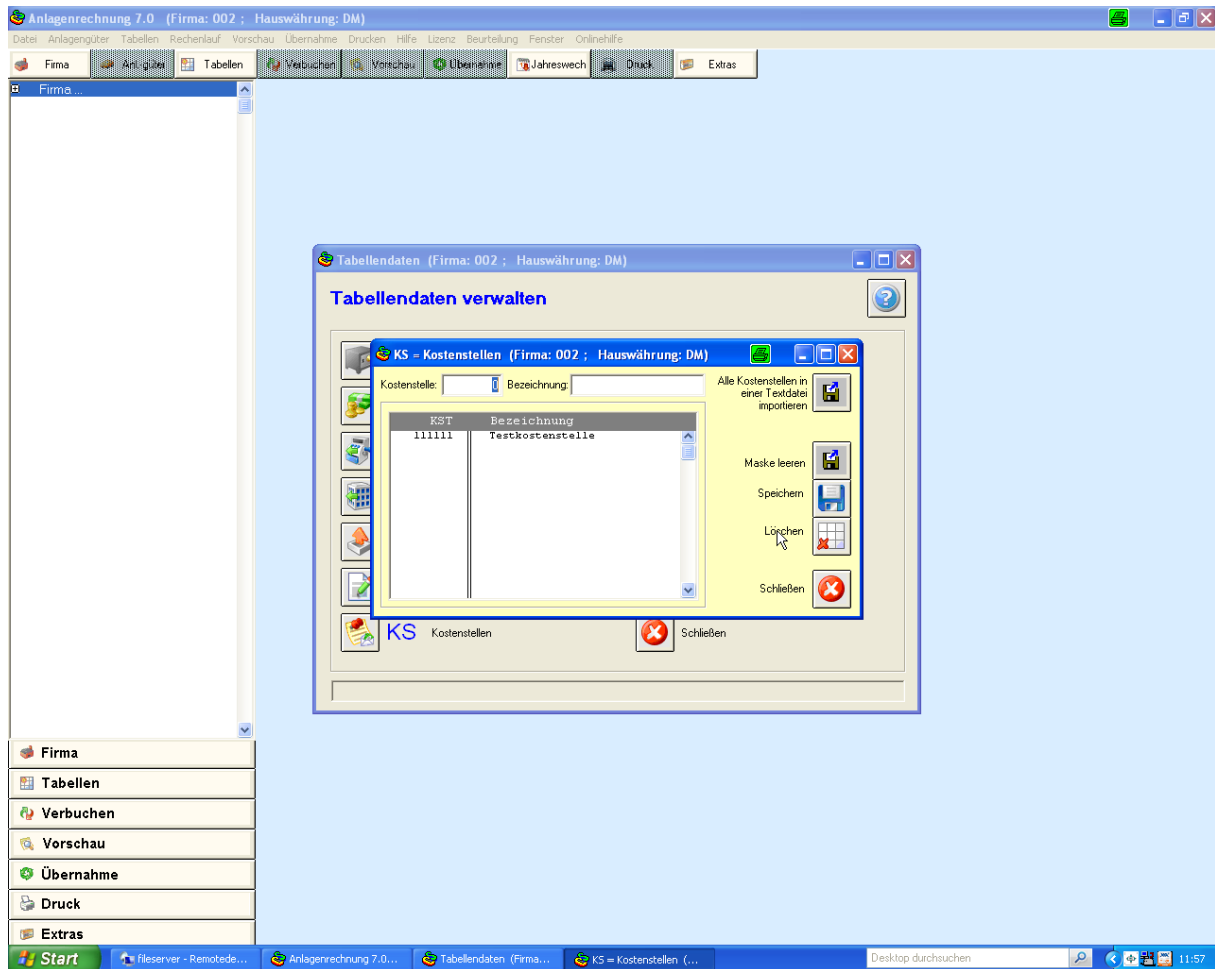 Anlagenrechnung 7.0 (Firma: 002 ; Hauswährung: DM)
Datei Anlagengüter Tabellen Rechenlauf Vorschau Übernahme Drucken Hilfe Lizenz Beurteilung Fenster Onlinehilfe
Firma Anl.-güter Tabellen Verbuchen Vorschau Übernahme Jahreswech Druck Extras
Firma ...
Tabellendaten (Firma: 002 ; Hauswährung: DM)
Tabellendaten verwalten
KS = Kostenstellen (Firma: 002 ; Hauswährung: DM)
Kostenstelle: 0 Bezeichnung:
Alle Kostenstellen in
einer Textdatei
importieren
KST Bezeichnung
111111 Testkostenstelle
Maske leeren
Speichern
Löschen
Schließen
KS Kostenstellen Schließen
Firma
Tabellen
Verbuchen
Vorschau
Übernahme
Druck
Extras
Start fileserver - Remotede... Anlagenrechnung 7.0... Tabellendaten (Firma... KS = Kostenstellen (... Desktop durchsuchen 11:57